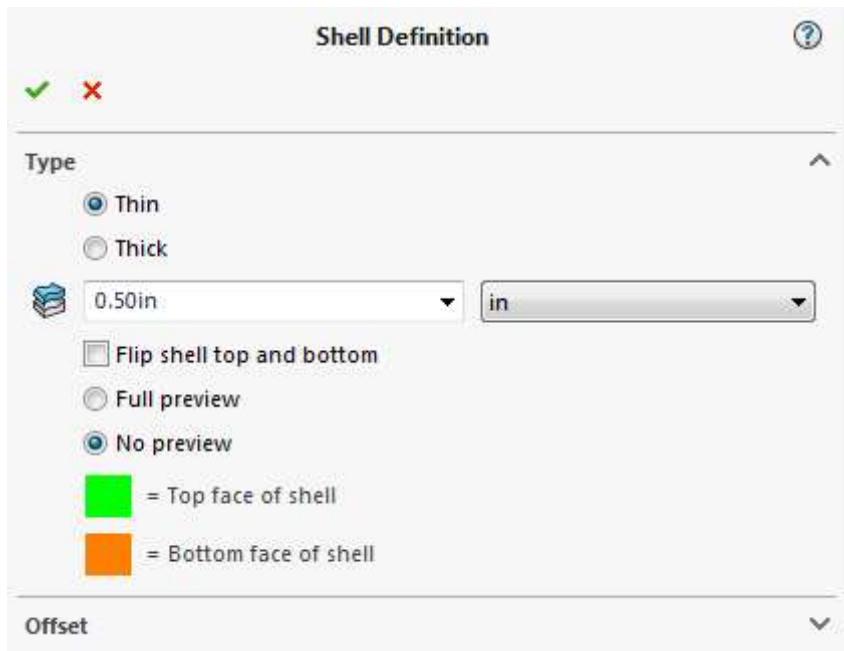 Shell Definition
?
Type
Thin
Thick
0.50in in
Flip shell top and bottom
Full preview
No preview
= Top face of shell
= Bottom face of shell
Offset